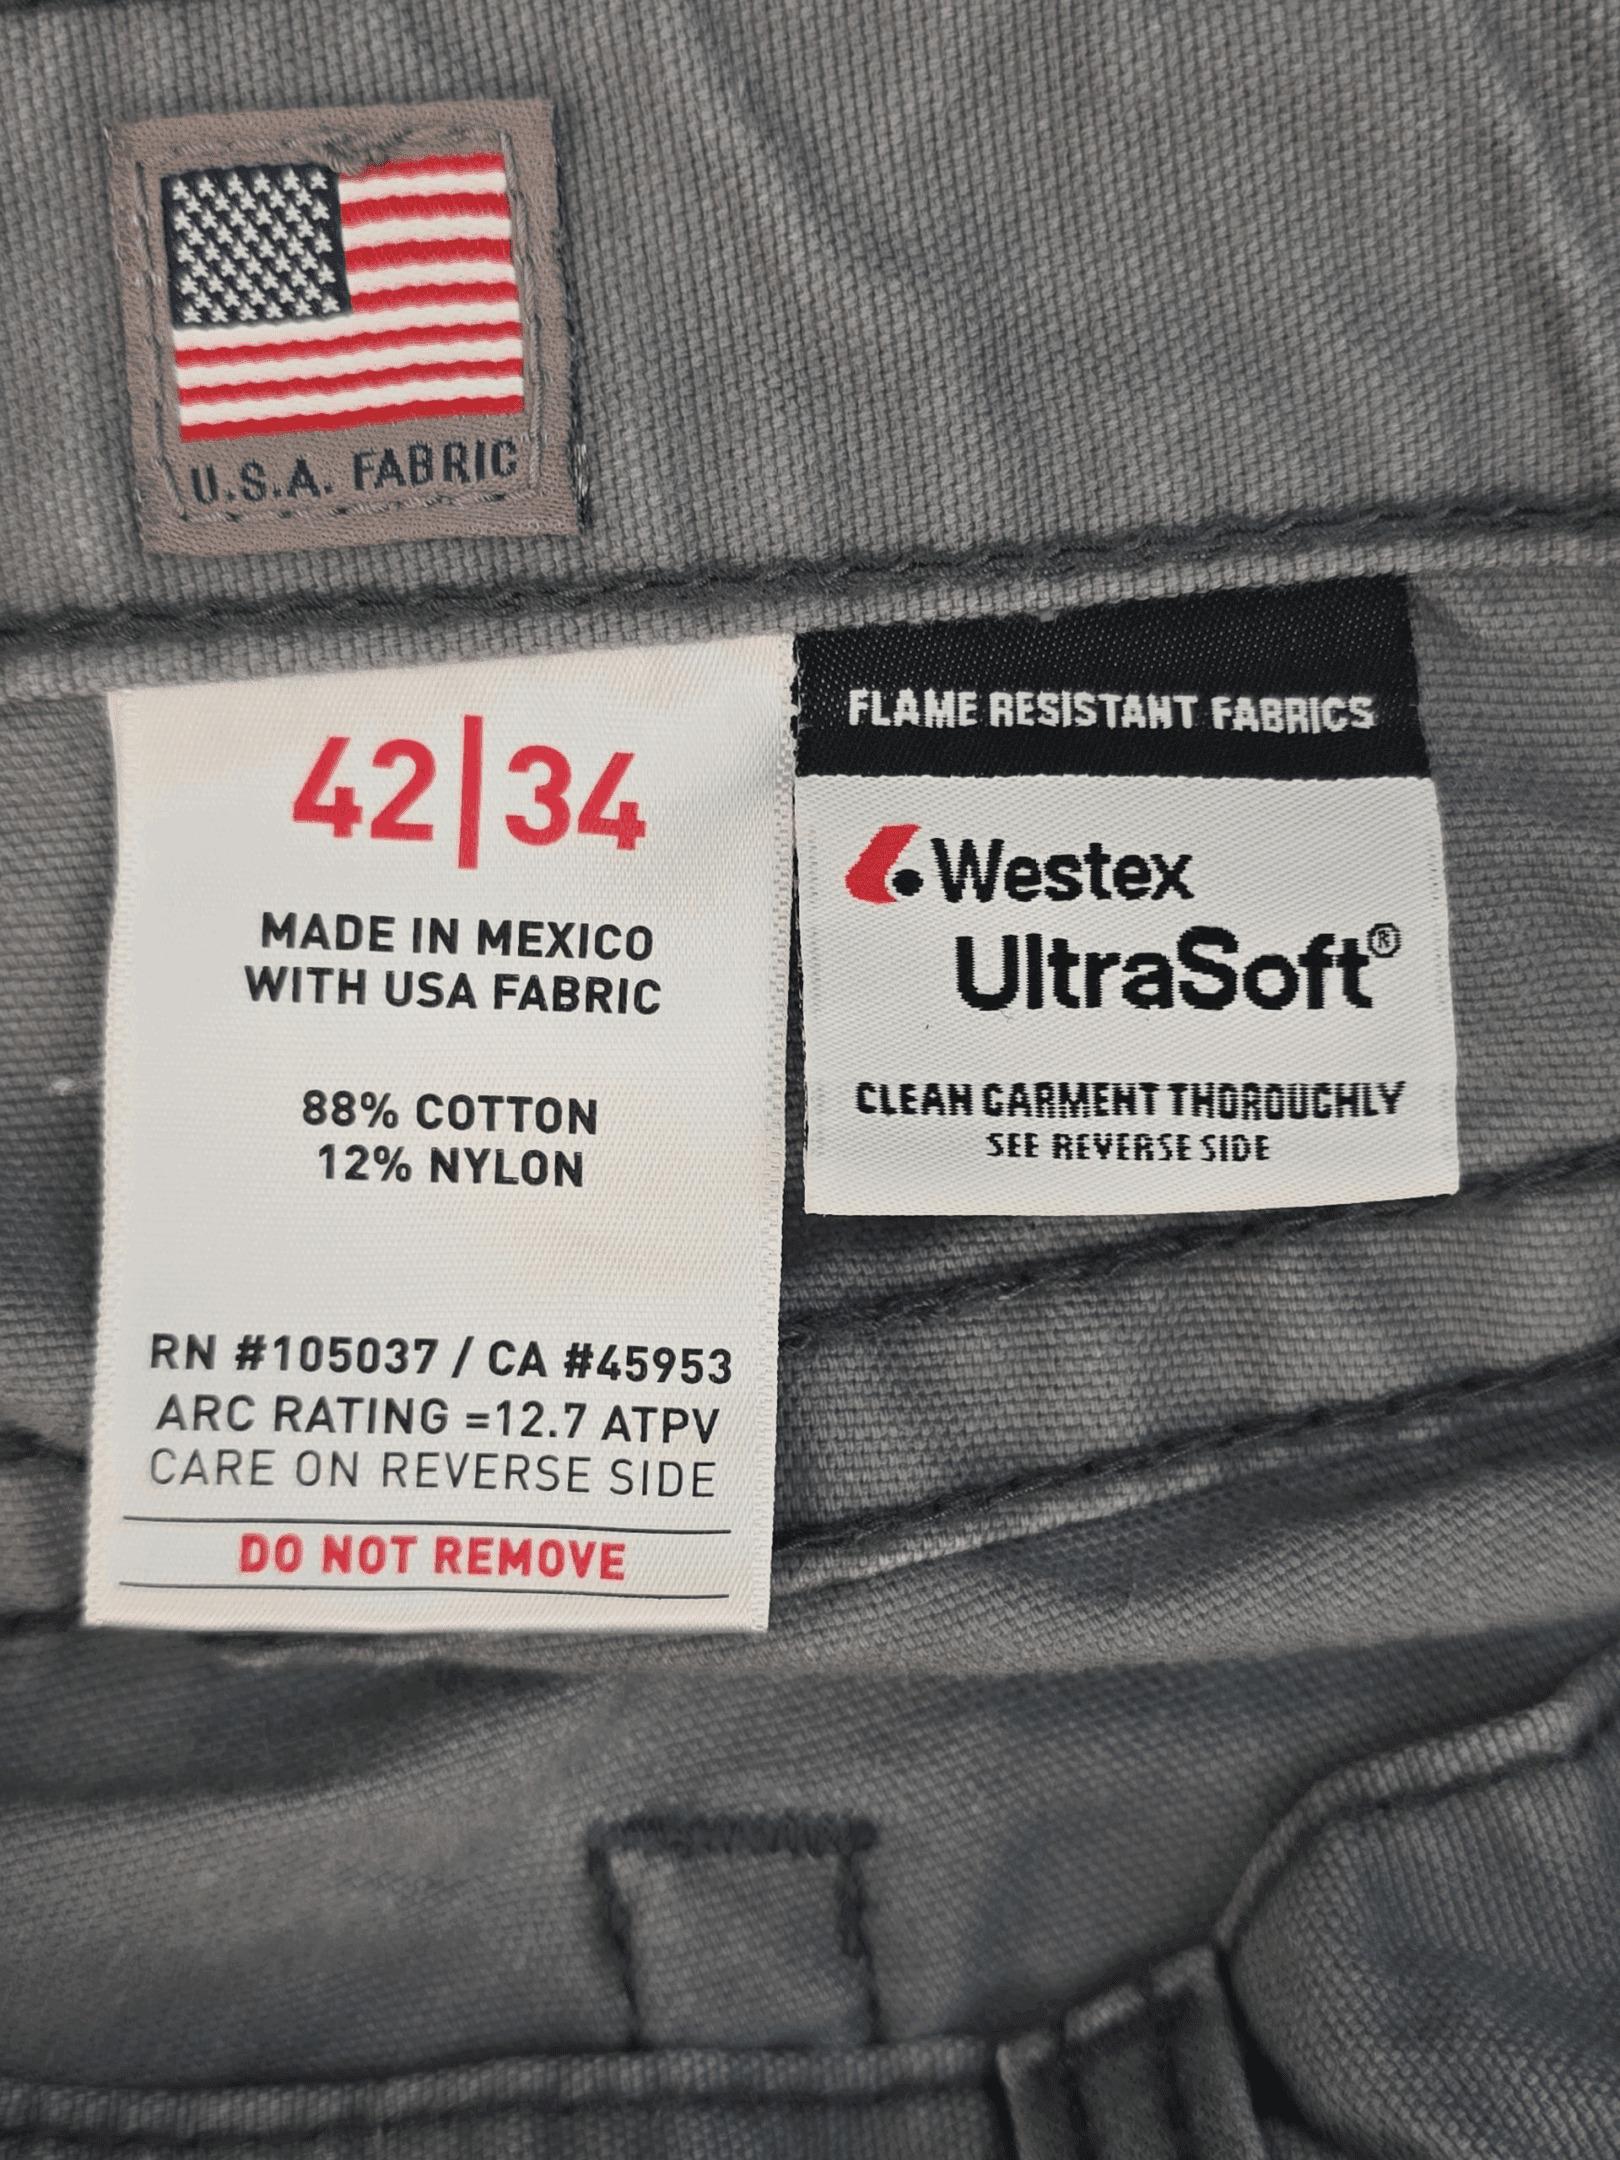 U.S.A. FABRIC
42|34
MADE IN MEXICO
WITH USA FABRIC
88% COTTON
12% NYLON
RN #105037 / CA #45953
ARC RATING =12.7 ATPV
CARE ON REVERSE SIDE
DO NOT REMOVE
FLAME RESISTANT FABRICS
Westex
UltraSoft®
CLEAN GARMENT THOROUGHLY
SEE REVERSE SIDE